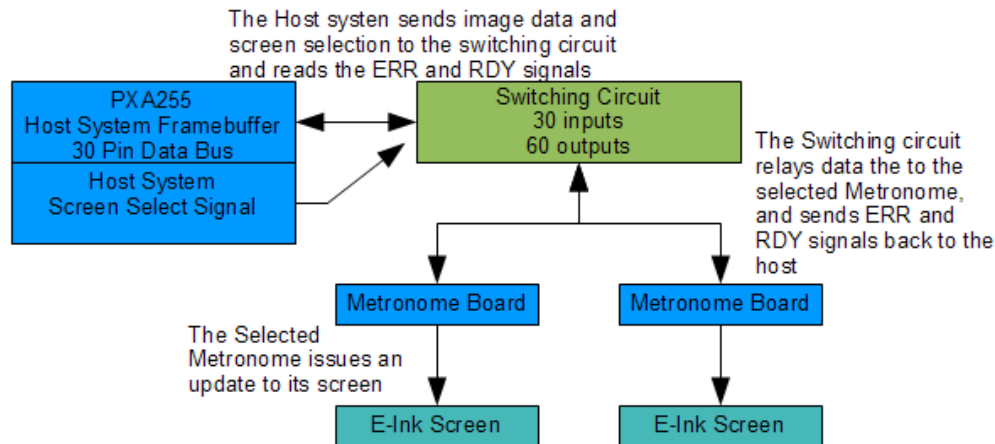 The Host systen sends image data and
screen selection to the switching circuit
and reads the ERR and RDY signals
PXA255
Host System Framebuffer
30 Pin Data Bus
Host System
Screen Select Signal
Switching Circuit
30 inputs
60 outputs
The Switching circuit
relays data the to the
selected Metronome,
and sends ERR and
RDY signals back to the
host
Metronome Board
Metronome Board
The Selected
Metronome issues an
update to its screen
E-Ink Screen
E-Ink Screen